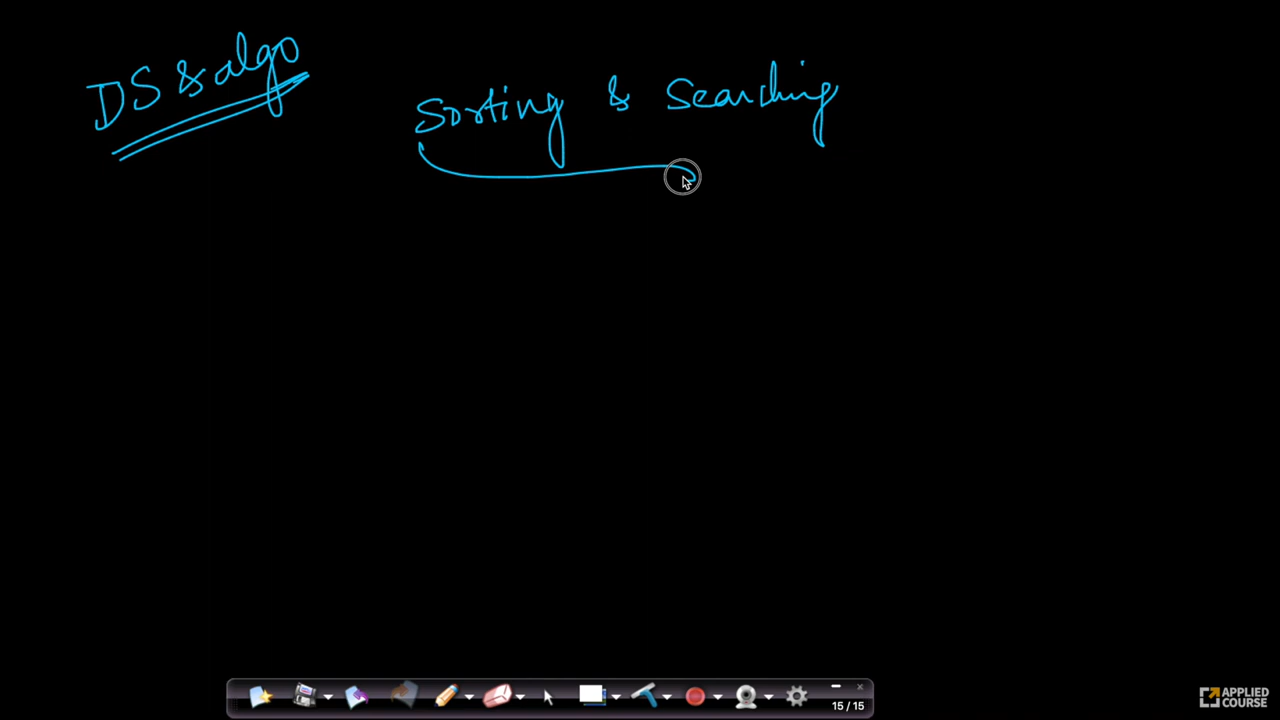 DS & algo
Sorting & Searching
15 / 15
APPLIED
COURSE